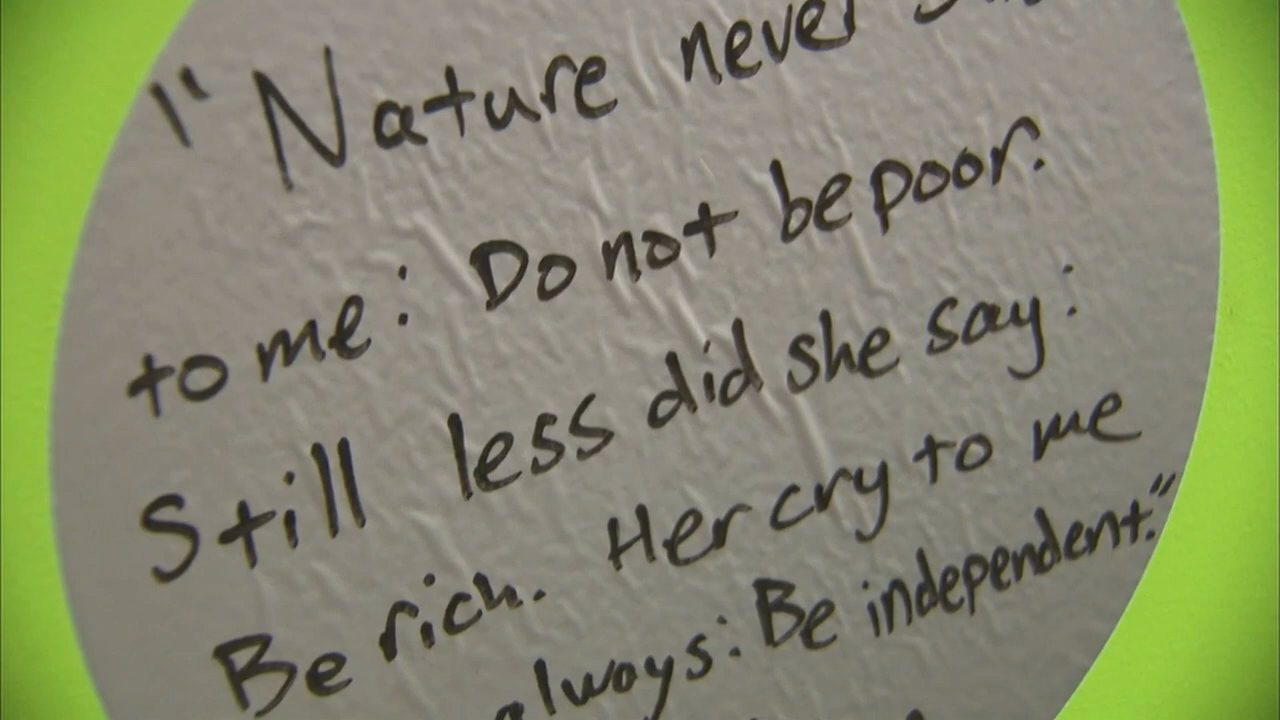 "Nature never
to me: Do not be poor.
Still less did she say:
Be rich. Her cry to me
always: Be independent."